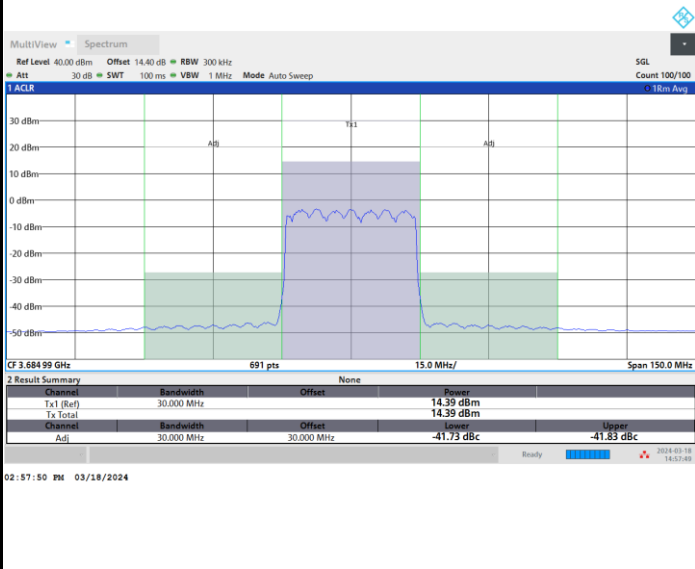 MultiView Spectrum
Ref Level 40.00 dBm Offset 14.40 dB RBW 300 kHz SGL
Att 30 dB SWT 100 ms VBW 1 MHz Mode Auto Sweep Count 100/100
1 ACLR 1Rm Avg
30 dBm
Tx1
20 dBm
Adj Adj
10 dBm
0 dBm
-10 dBm
-20 dBm
-30 dBm
-40 dBm
-50 dBm
CF 3.684 99 GHz 691 pts 15.0 MHz/ Span 150.0 MHz
2 Result Summary None
Channel Bandwidth Offset Power
Tx1 (Ref) 30.000 MHz 14.39 dBm
Tx Total 14.39 dBm
Channel Bandwidth Offset Lower Upper
Adj 30.000 MHz 30.000 MHz -41.73 dBc -41.83 dBc
Ready 2024-03-18
14:57:49
02:57:50 PM 03/18/2024